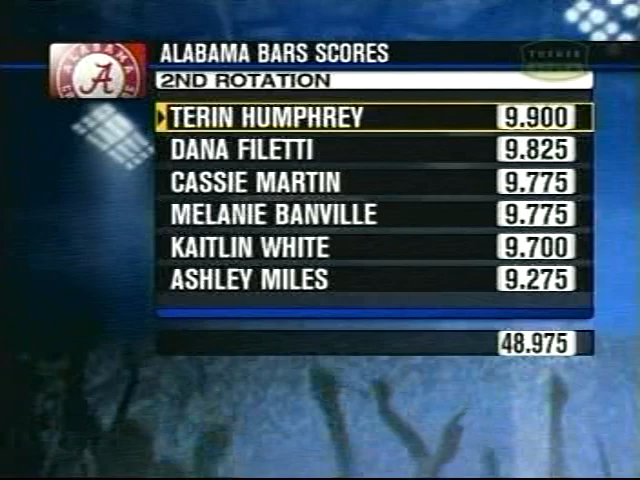 ALABAMA BARS SCORES
2ND ROTATION
TERIN HUMPHREY 9.900
DANA FILETTI 9.825
CASSIE MARTIN 9.775
MELANIE BANVILLE 9.775
KAITLIN WHITE 9.700
ASHLEY MILES 9.275
48.975
ALABAMA
A